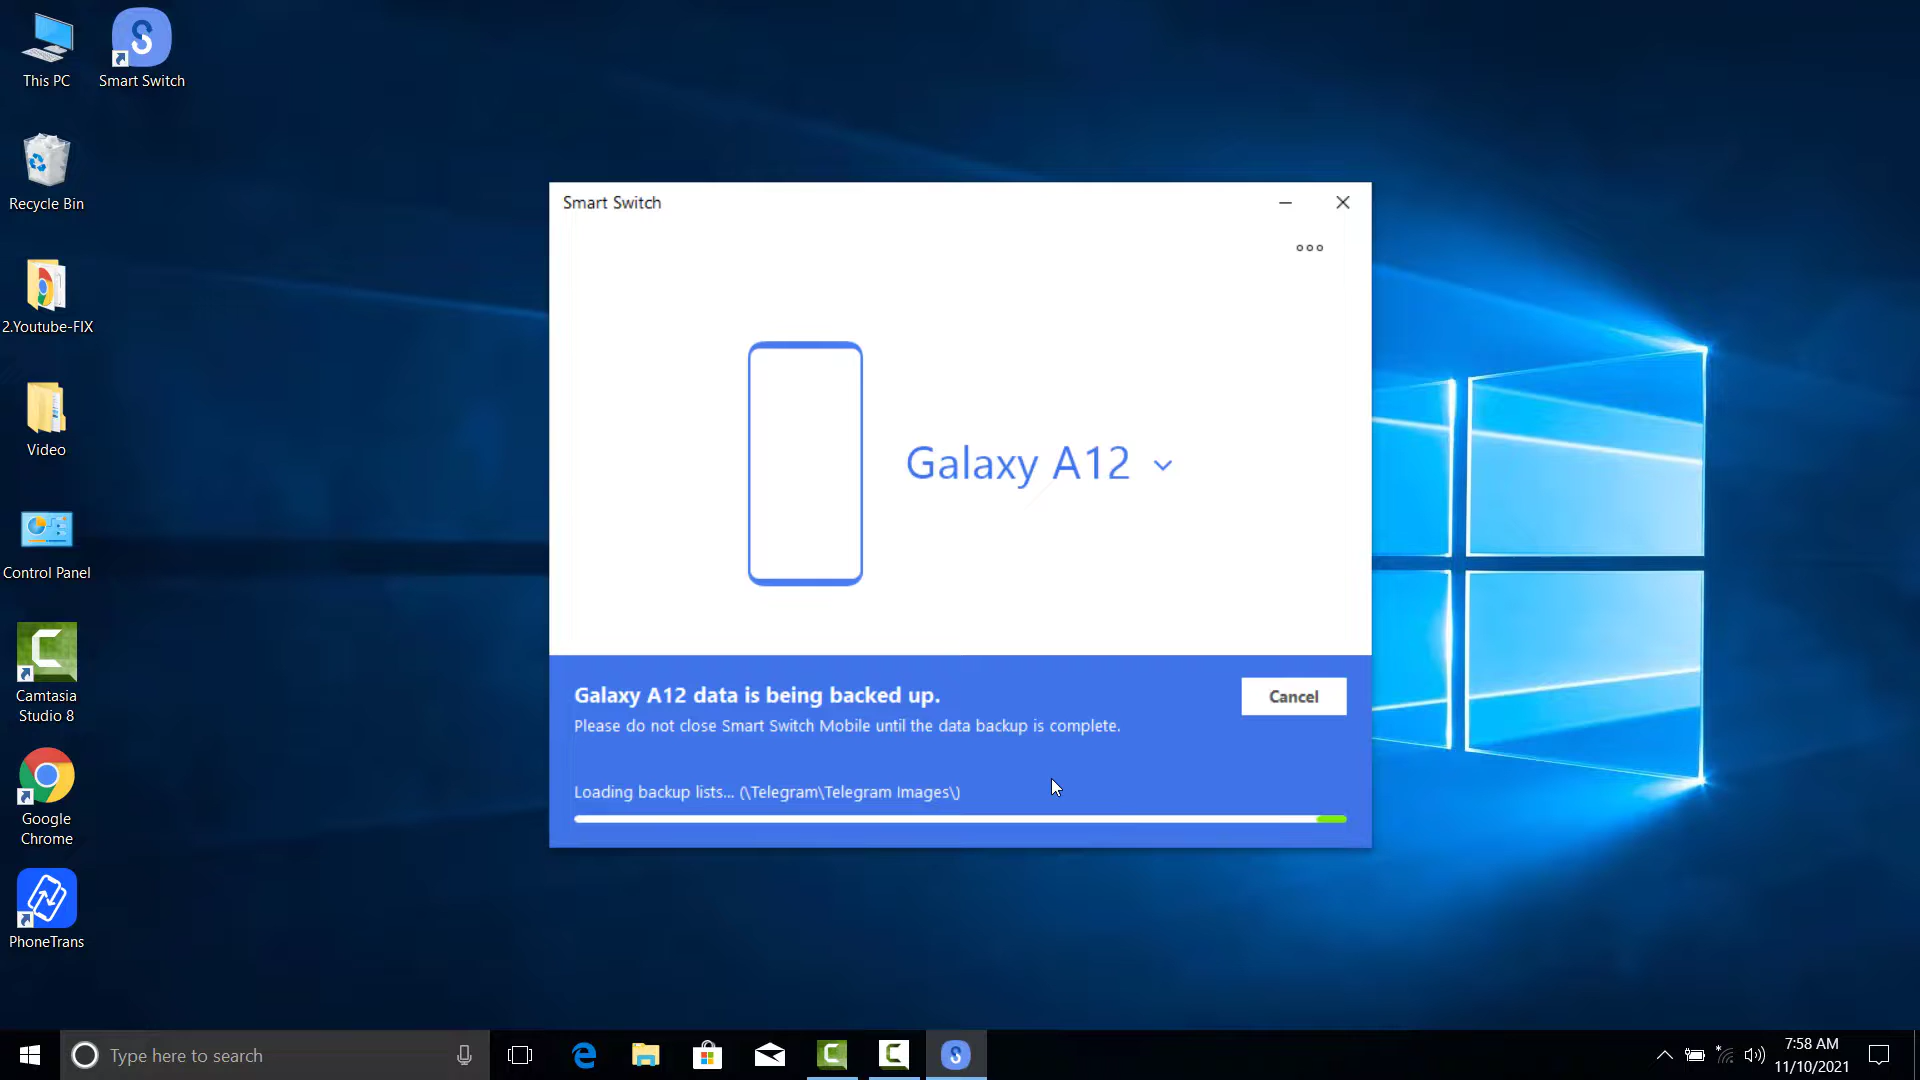 This PC
Smart Switch
Recycle Bin
2.Youtube-FIX
Video
Control Panel
Camtasia
Studio 8
Google
Chrome
PhoneTrans
Smart Switch
Galaxy A12
Galaxy A12 data is being backed up.
Cancel
Please do not close Smart Switch Mobile until the data backup is complete.
Loading backup lists... (\Telegram\Telegram Images\)
Type here to search
7:58 AM
11/10/2021